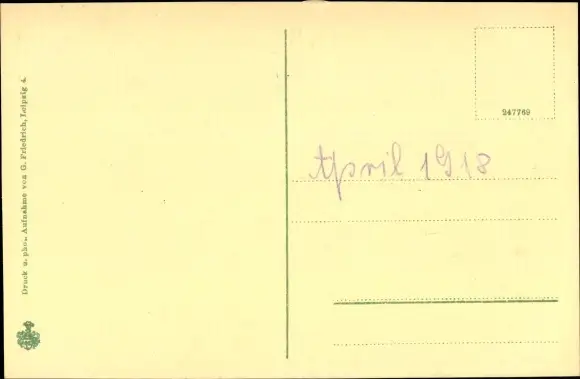 Druck u. phot. Aufnahme von G. Friedrich, Leipzig 4.
247769
April 1918